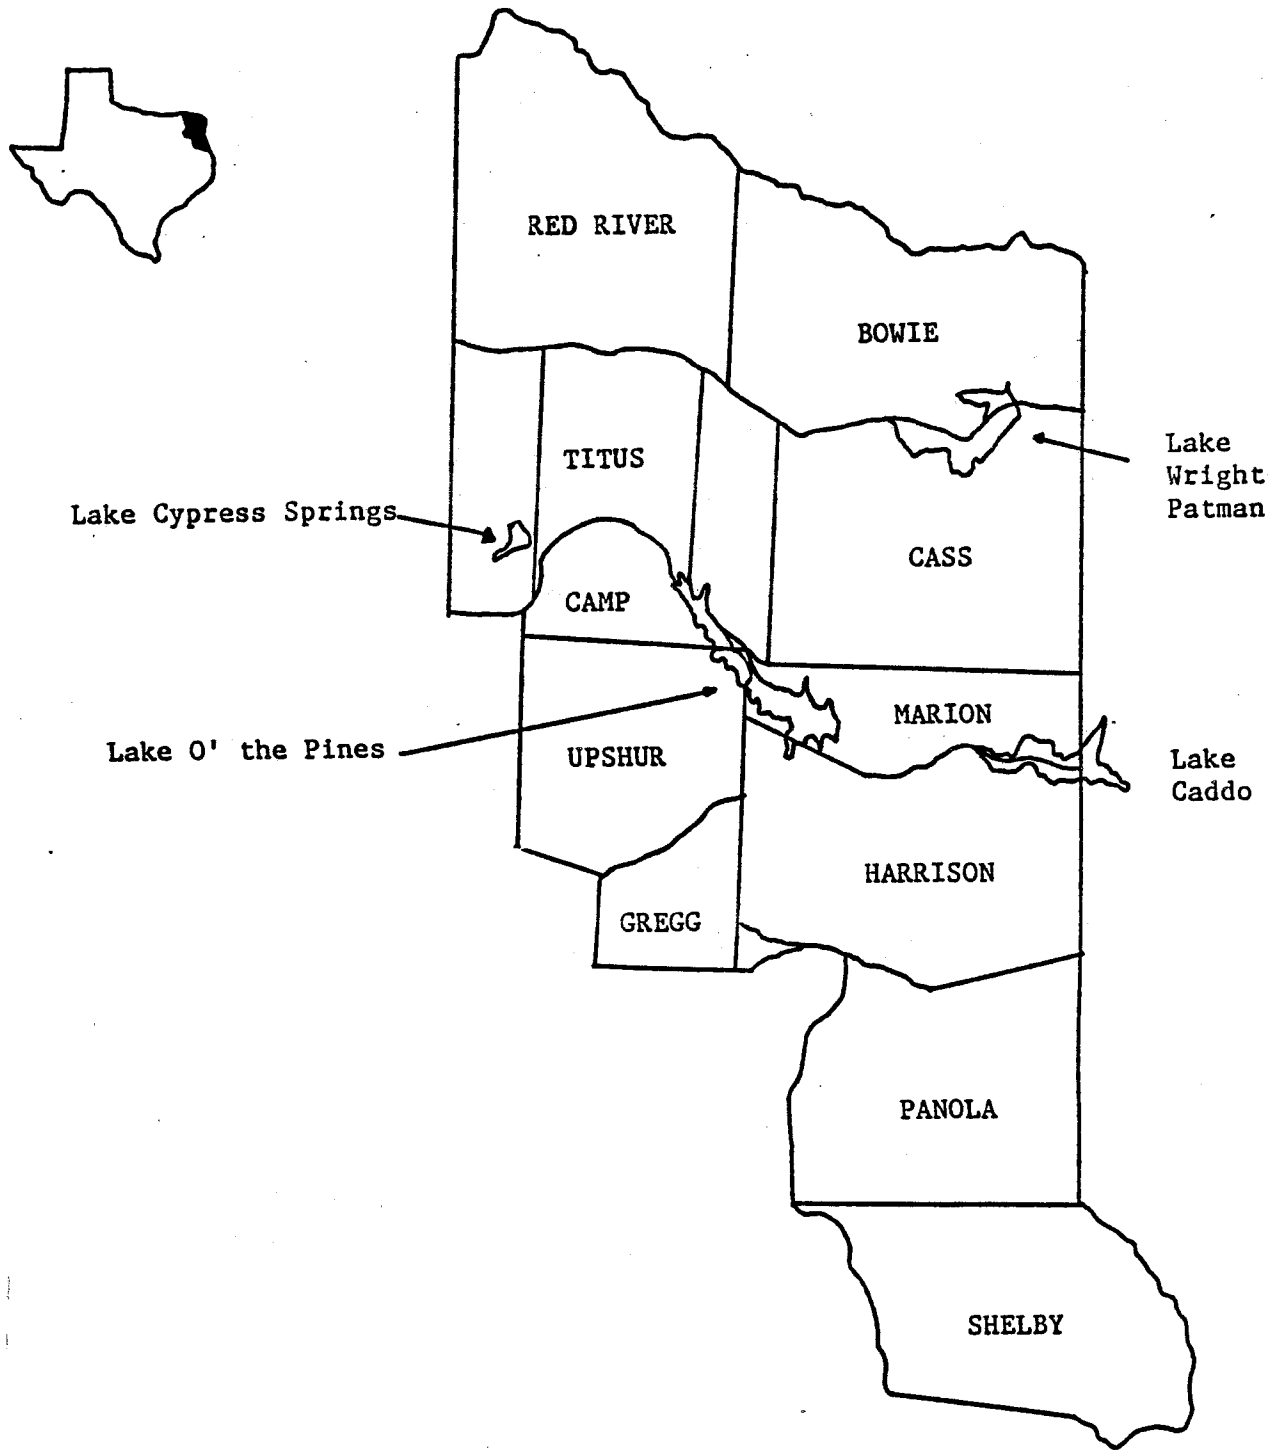 RED RIVER
BOWIE
Lake
Wright
Patman
TITUS
Lake Cypress Springs
CASS
CAMP
MARION
Lake O' the Pines
UPSHUR
Lake
Caddo
HARRISON
GREGG
PANOLA
SHELBY